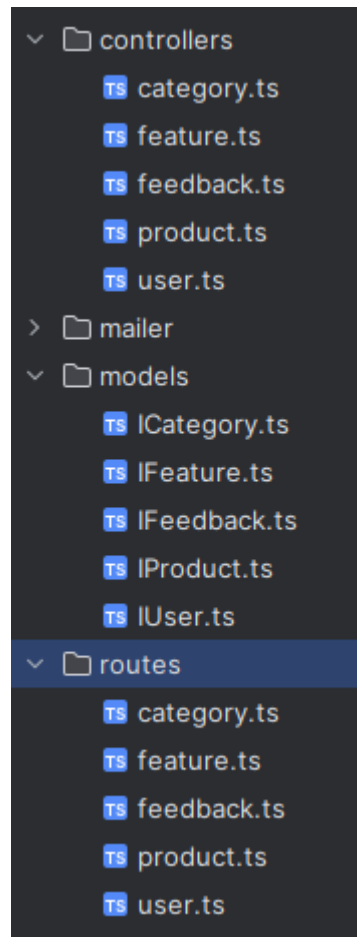 controllers
TS category.ts
TS feature.ts
TS feedback.ts
TS product.ts
TS user.ts
mailer
models
TS ICategory.ts
TS IFeature.ts
TS IFeedback.ts
TS IProduct.ts
TS IUser.ts
routes
TS category.ts
TS feature.ts
TS feedback.ts
TS product.ts
TS user.ts